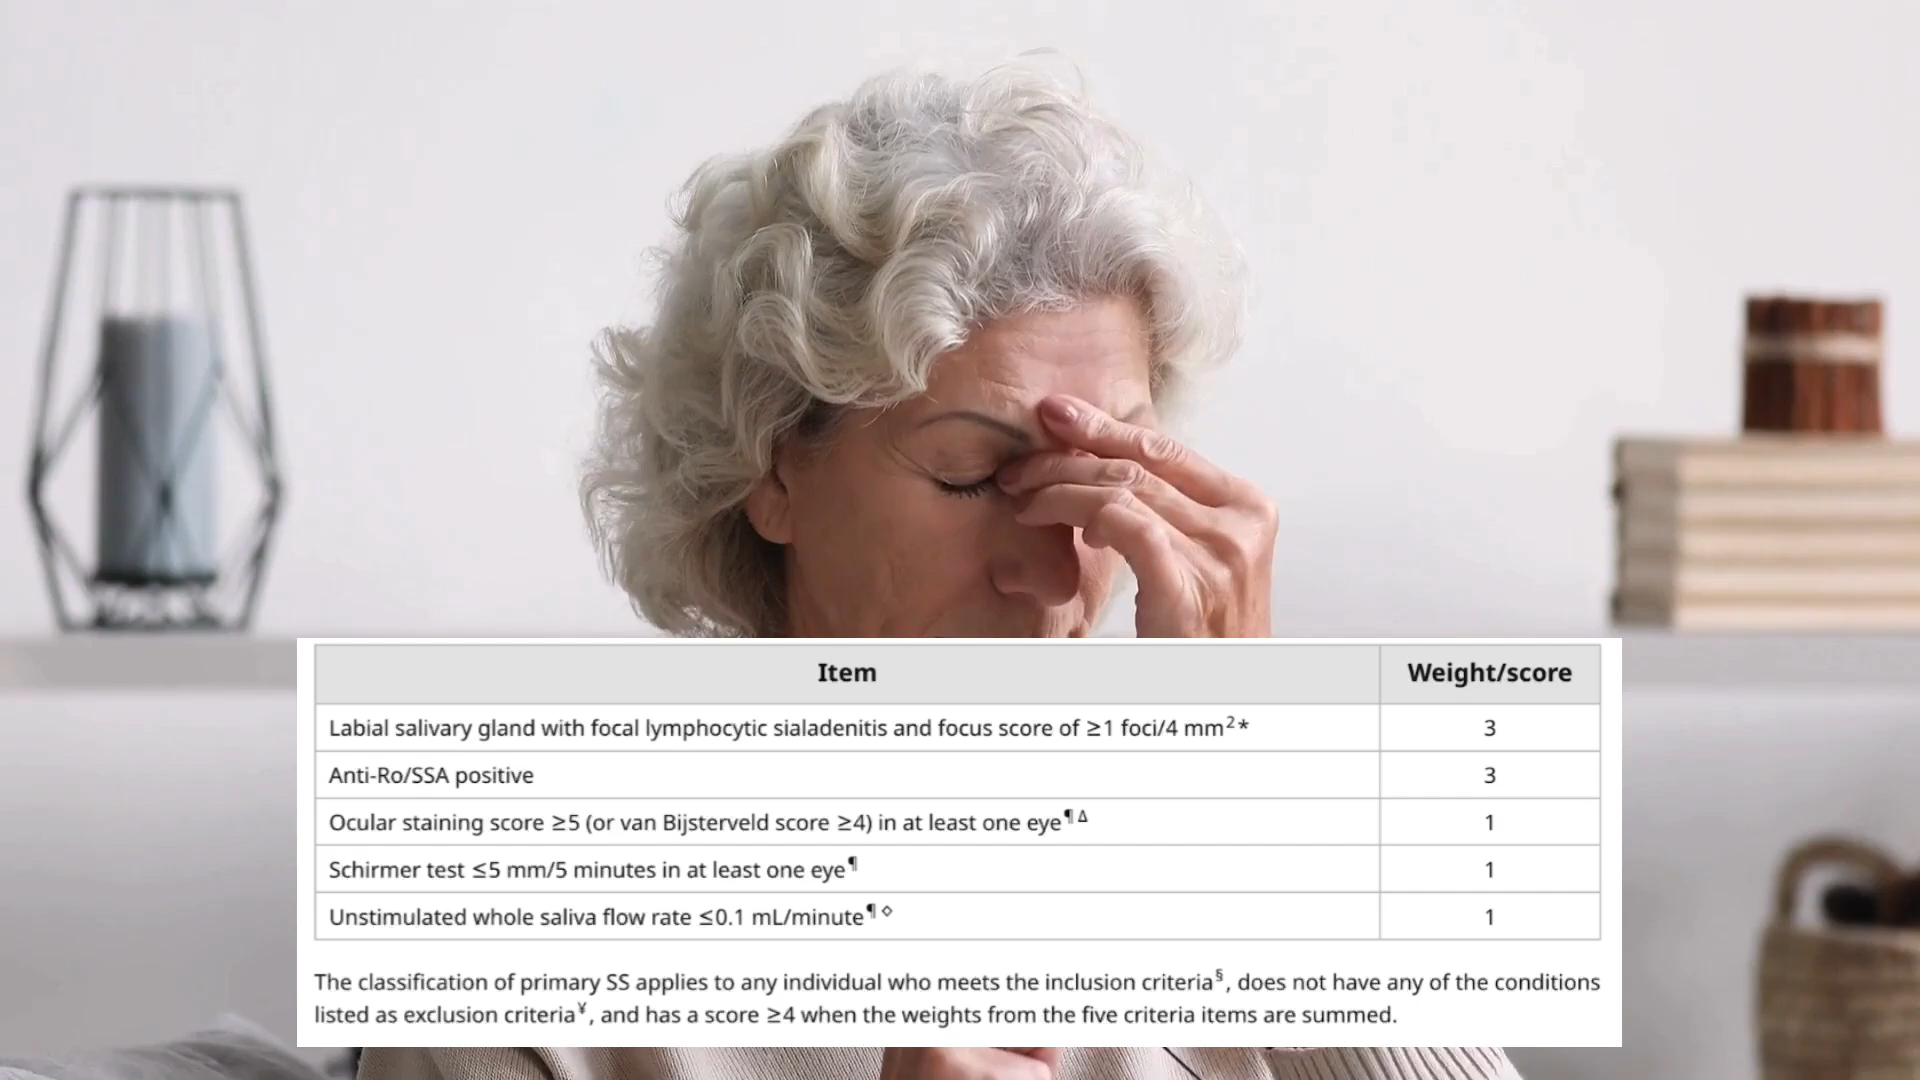 Item Weight/score
Labial salivary gland with focal lymphocytic sialadenitis and focus score of ≥1 foci/4 mm²* 3
Anti-Ro/SSA positive 3
Ocular staining score ≥5 (or van Bijsterveld score ≥4) in at least one eye¶ Δ 1
Schirmer test ≤5 mm/5 minutes in at least one eye¶ 1
Unstimulated whole saliva flow rate ≤0.1 mL/minute¶ ◇ 1
The classification of primary SS applies to any individual who meets the inclusion criteria§, does not have any of the conditions
listed as exclusion criteria¥, and has a score ≥4 when the weights from the five criteria items are summed.